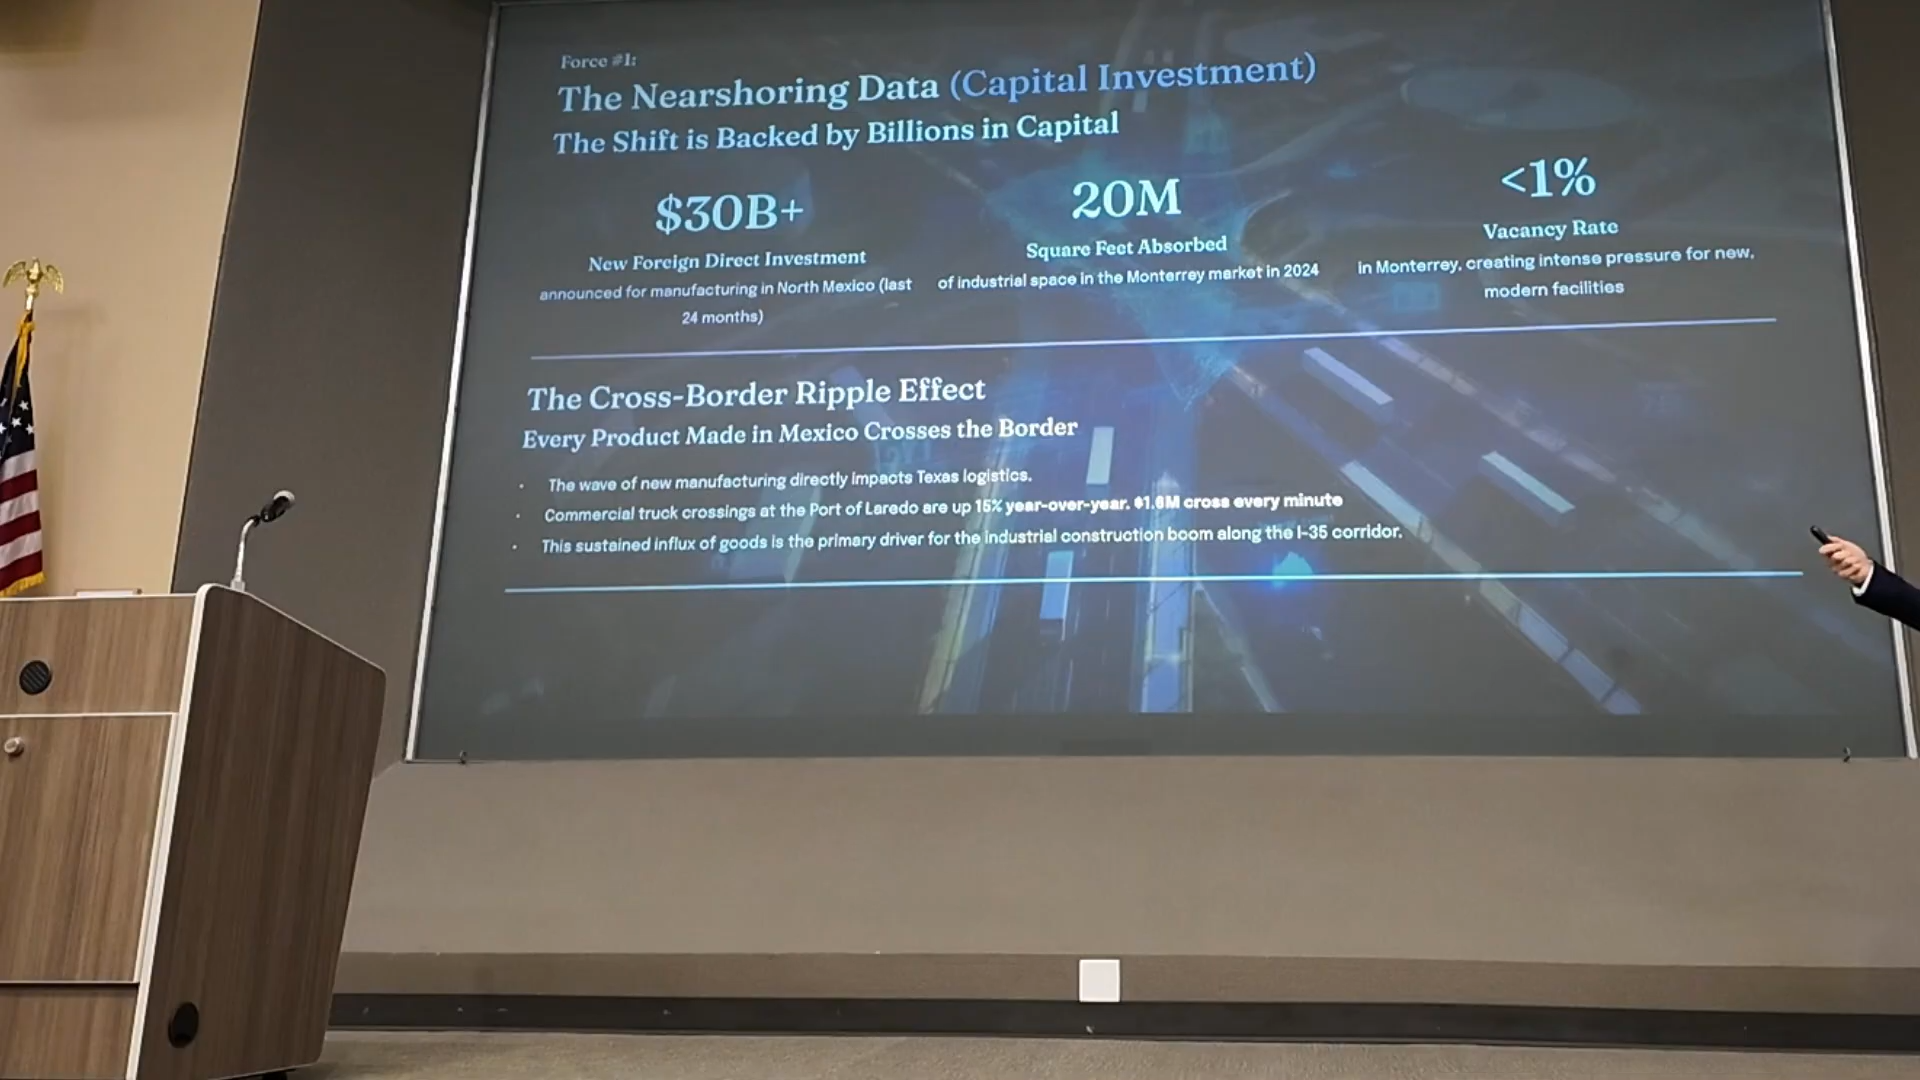 Force #1:
The Nearshoring Data (Capital Investment)
The Shift is Backed by Billions in Capital
$30B+
New Foreign Direct Investment
announced for manufacturing in North Mexico (last
24 months)
20M
Square Feet Absorbed
of industrial space in the Monterrey market in 2024
<1%
Vacancy Rate
in Monterrey, creating intense pressure for new,
modern facilities
The Cross-Border Ripple Effect
Every Product Made in Mexico Crosses the Border
• The wave of new manufacturing directly impacts Texas logistics.
• Commercial truck crossings at the Port of Laredo are up 15% year-over-year. $1.6M cross every minute
• This sustained influx of goods is the primary driver for the industrial construction boom along the I-35 corridor.